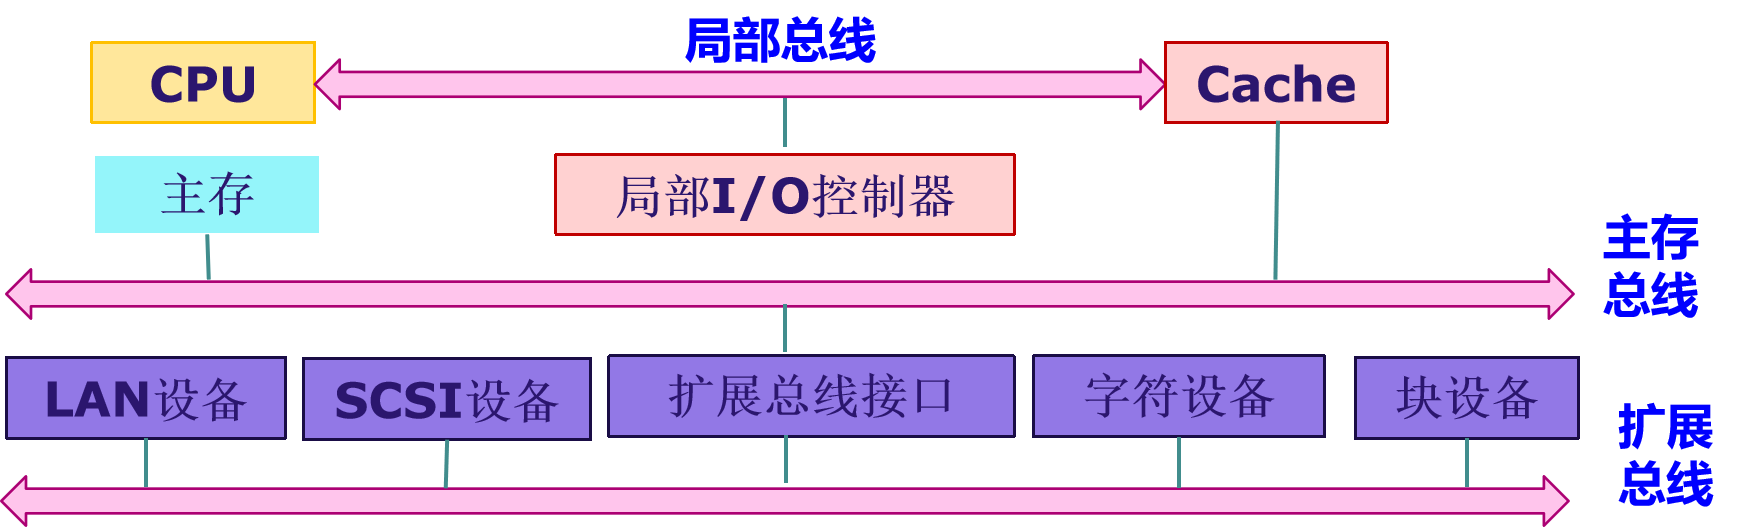 局部总线
CPU
Cache
主存
局部I/O控制器
主存
总线
LAN设备
SCSI设备
扩展总线接口
字符设备
块设备
扩展
总线